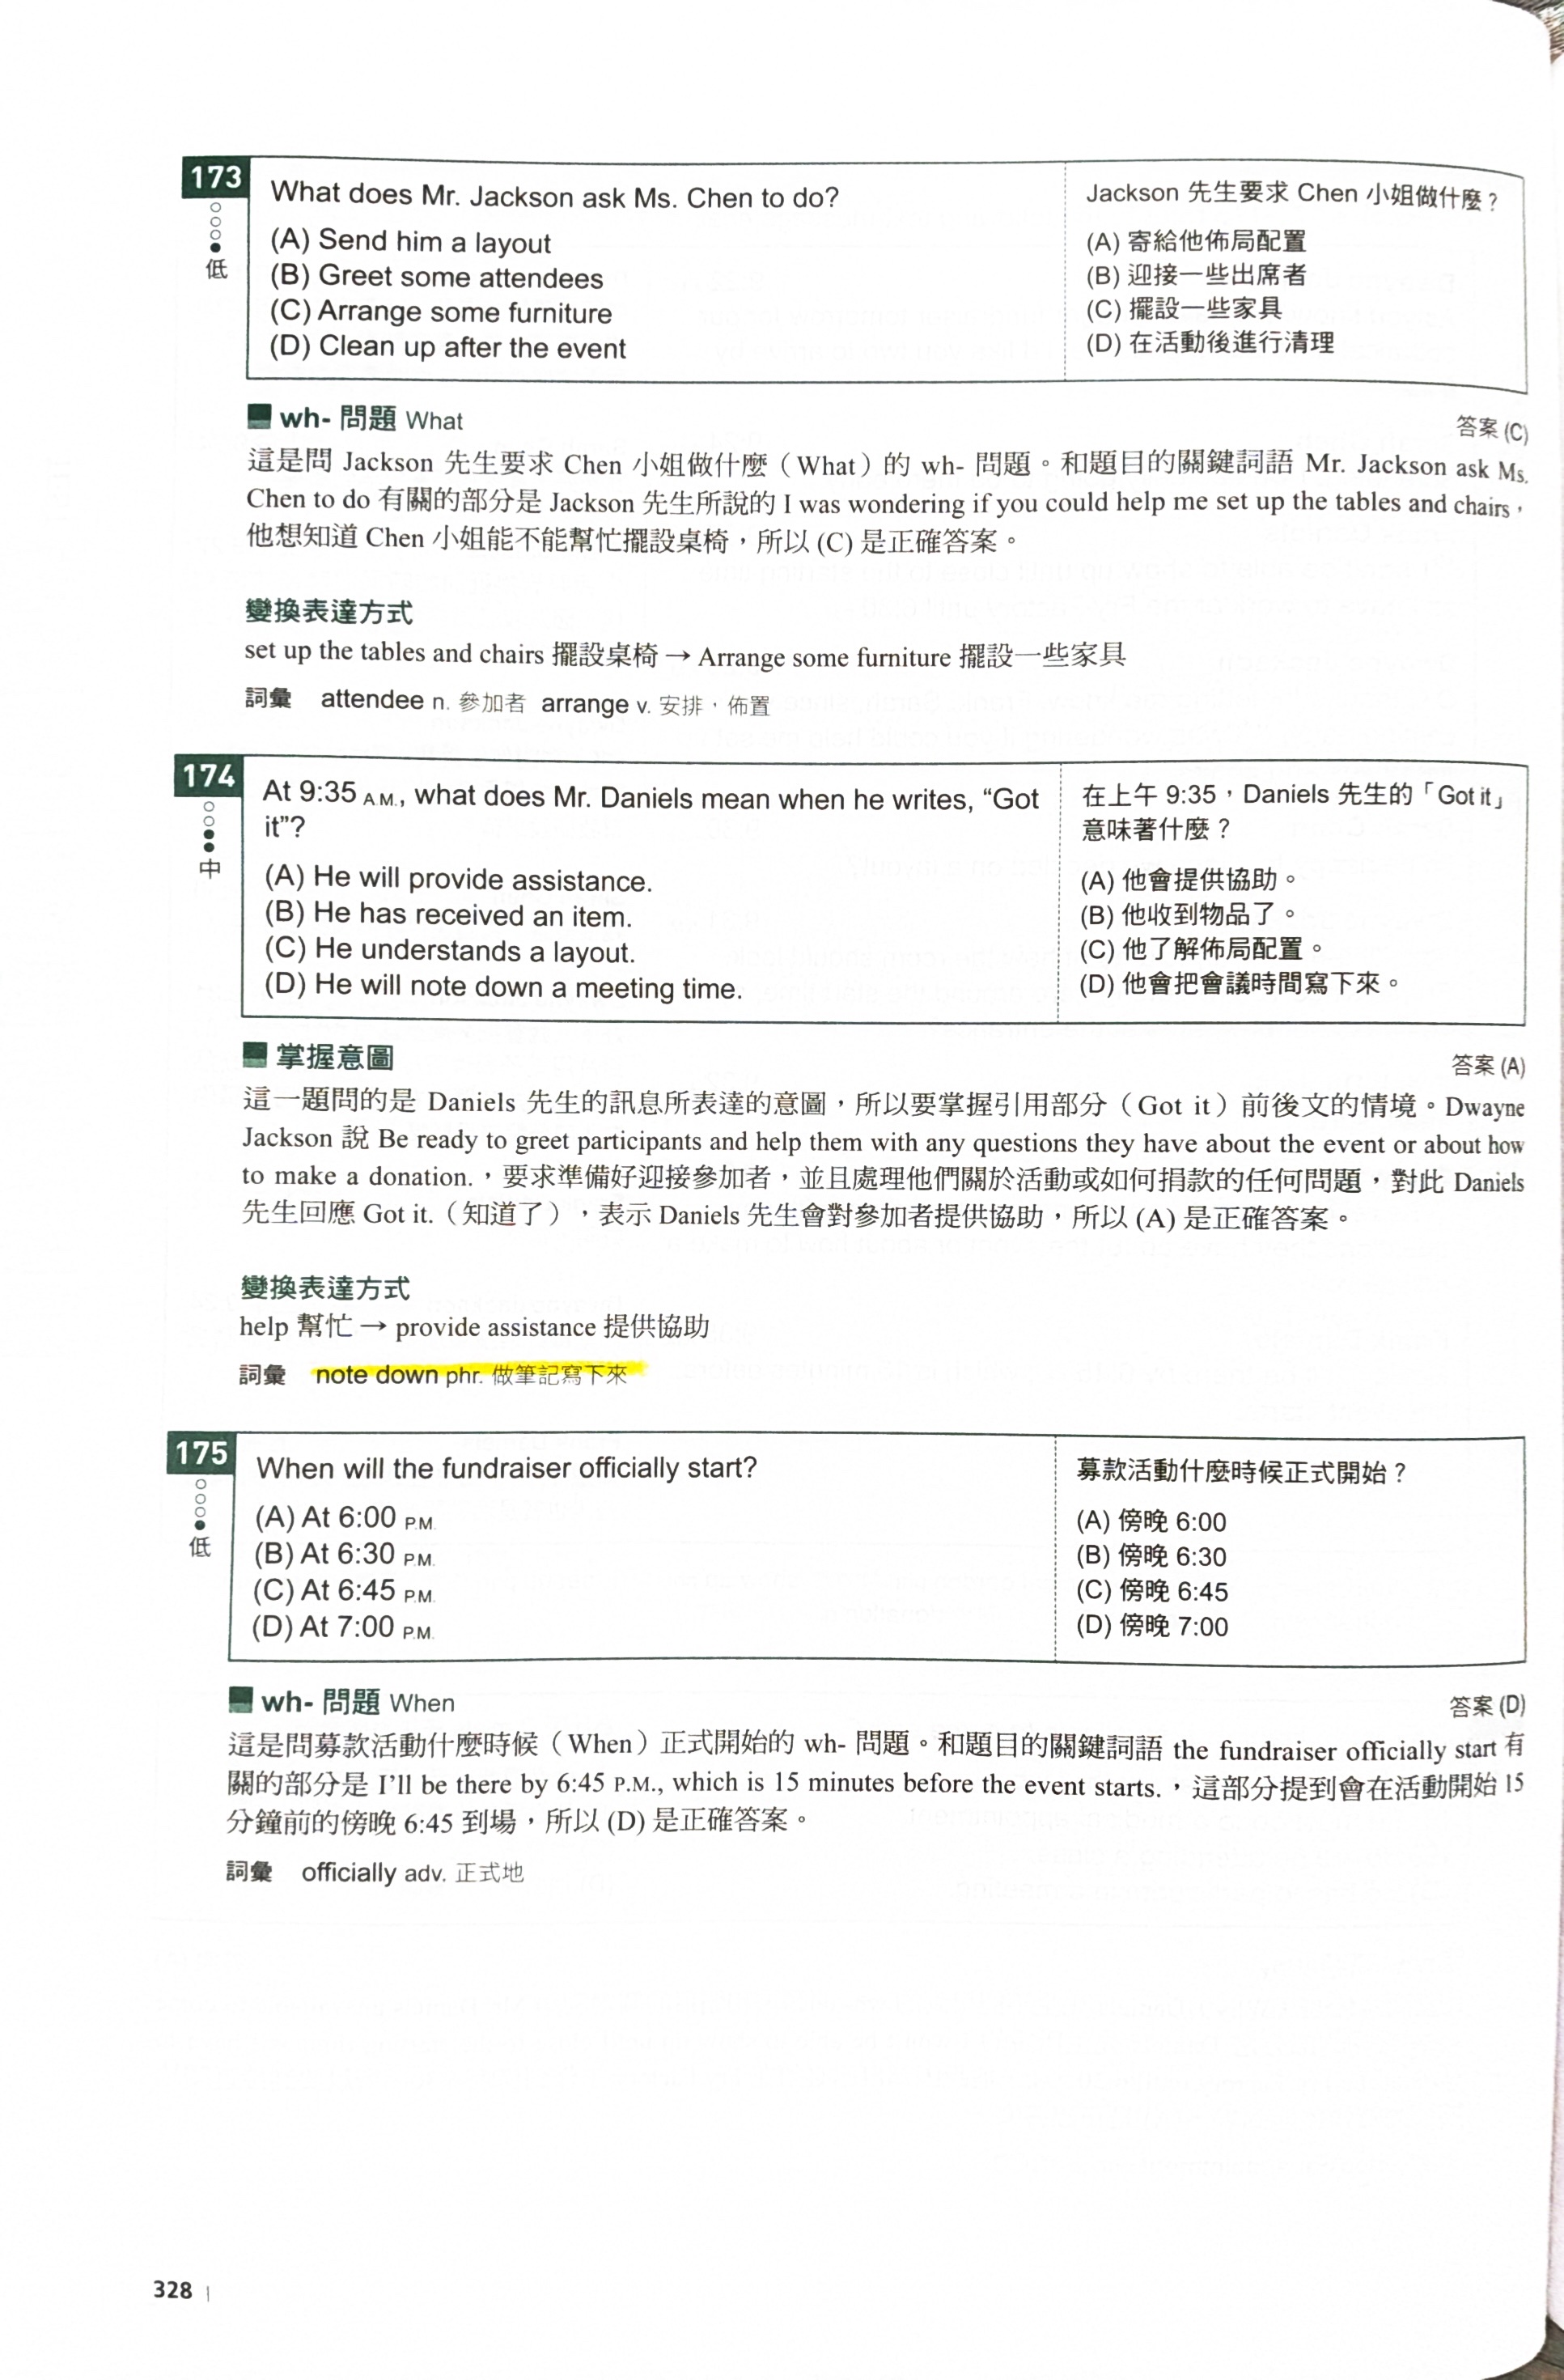 173
What does Mr. Jackson ask Ms. Chen to do?
(A) Send him a layout
(B) Greet some attendees
(C) Arrange some furniture
(D) Clean up after the event
低
Jackson 先生要求 Chen 小姐做什麼？
(A) 寄給他佈局配置
(B) 迎接一些出席者
(C) 擺設一些家具
(D) 在活動後進行清理
wh- 問題 What
答案 (C)
這是問 Jackson 先生要求 Chen 小姐做什麼（What）的 wh- 問題。和題目的關鍵詞語 Mr. Jackson ask Ms.
Chen to do 有關的部分是 Jackson 先生所說的 I was wondering if you could help me set up the tables and chairs，
他想知道 Chen 小姐能不能幫忙擺設桌椅，所以 (C) 是正確答案。
變換表達方式
set up the tables and chairs 擺設桌椅 → Arrange some furniture 擺設一些家具
詞彙 attendee n. 參加者 arrange v. 安排，佈置
174
At 9:35 A.M., what does Mr. Daniels mean when he writes, “Got
it”?
(A) He will provide assistance.
(B) He has received an item.
(C) He understands a layout.
(D) He will note down a meeting time.
中
在上午 9:35，Daniels 先生的「Got it」
意味著什麼？
(A) 他會提供協助。
(B) 他收到物品了。
(C) 他了解佈局配置。
(D) 他會把會議時間寫下來。
掌握意圖
答案 (A)
這一題問的是 Daniels 先生的訊息所表達的意圖，所以要掌握引用部分（Got it）前後文的情境。Dwayne
Jackson 說 Be ready to greet participants and help them with any questions they have about the event or about how
to make a donation.，要求準備好迎接參加者，並且處理他們關於活動或如何捐款的任何問題，對此 Daniels
先生回應 Got it.（知道了），表示 Daniels 先生會對參加者提供協助，所以 (A) 是正確答案。
變換表達方式
help 幫忙 → provide assistance 提供協助
詞彙 note down phr. 做筆記寫下來
175
When will the fundraiser officially start?
(A) At 6:00 P.M.
(B) At 6:30 P.M.
(C) At 6:45 P.M.
(D) At 7:00 P.M.
低
募款活動什麼時候正式開始？
(A) 傍晚 6:00
(B) 傍晚 6:30
(C) 傍晚 6:45
(D) 傍晚 7:00
wh- 問題 When
答案 (D)
這是問募款活動什麼時候（When）正式開始的 wh- 問題。和題目的關鍵詞語 the fundraiser officially start 有
關的部分是 I’ll be there by 6:45 P.M., which is 15 minutes before the event starts.，這部分提到會在活動開始 15
分鐘前的傍晚 6:45 到場，所以 (D) 是正確答案。
詞彙 officially adv. 正式地
328